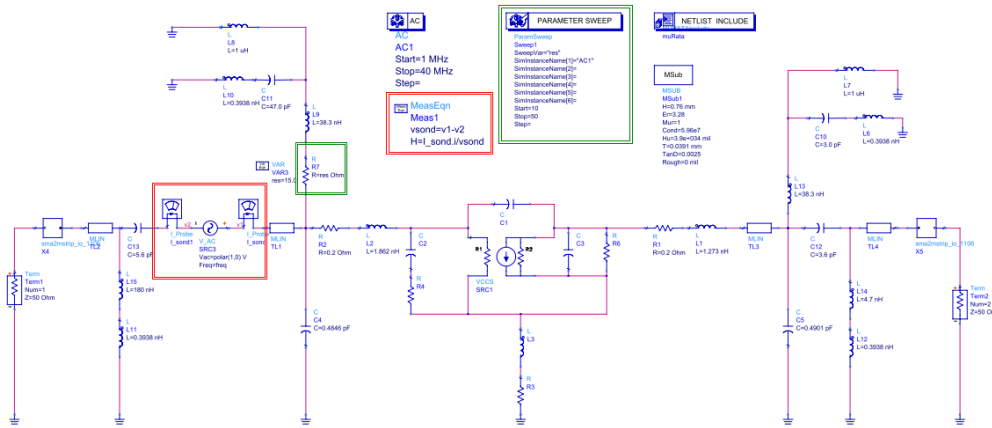 L
L8
L=1 uH
L
L10
L=0.3938 nH
C
C11
C=47.0 pF
L
L9
L=38.3 nH
Var
Eqn
VAR
VAR3
res=15.0
R
R7
R=res Ohm
AC
AC
AC1
Start=1 MHz
Stop=40 MHz
Step=
Meas
Eqn
MeasEqn
Meas1
vsond=v1-v2
H=I_sond.i/vsond
PARAMETER SWEEP
ParamSweep
Sweep1
SweepVar="res"
SimInstanceName[1]="AC1"
SimInstanceName[2]=
SimInstanceName[3]=
SimInstanceName[4]=
SimInstanceName[5]=
SimInstanceName[6]=
Start=10
Stop=50
Step=
NETLIST INCLUDE
muRata
MSub
MSUB
MSub1
H=0.76 mm
Er=3.28
Mur=1
Cond=5.96e7
Hu=3.9e+034 mil
T=0.0391 mm
TanD=0.0025
Rough=0 mil
L
L7
L=1 uH
C
C10
C=3.0 pF
L
L6
L=0.3938 nH
L
L13
L=38.3 nH
X4
MLIN
TL2
C
C13
C=5.6 pF
I_Probe
I_sond1
v2
V_AC
SRC3
Vac=polar(1,0) V
Freq=freq
I_Probe
I_sond
MLIN
TL1
R
R2
R=0.2 Ohm
L
L2
L=1.862 nH
C
C2
R
R4
C
C1
R1
R2
VCCS
SRC1
C
C3
R
R6
R
R1
R=0.2 Ohm
L
L1
L=1.273 nH
MLIN
TL3
C
C12
C=3.6 pF
MLIN
TL4
sma2mstrip_io_1106
X5
Term
Term1
Num=1
Z=50 Ohm
L
L15
L=180 nH
L
L11
L=0.3938 nH
C
C4
C=0.4846 pF
L
L3
R
R3
C
C5
C=0.4901 pF
L
L14
L=4.7 nH
L
L12
L=0.3938 nH
Term
Term2
Num=2
Z=50 O